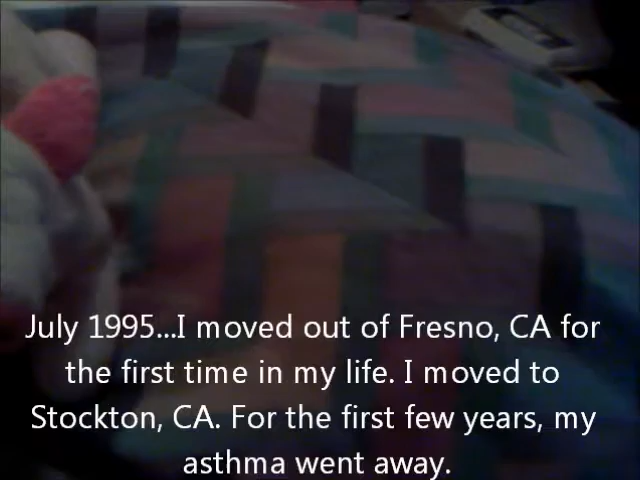 July 1995...I moved out of Fresno, CA for
the first time in my life. I moved to
Stockton, CA. For the first few years, my
asthma went away.